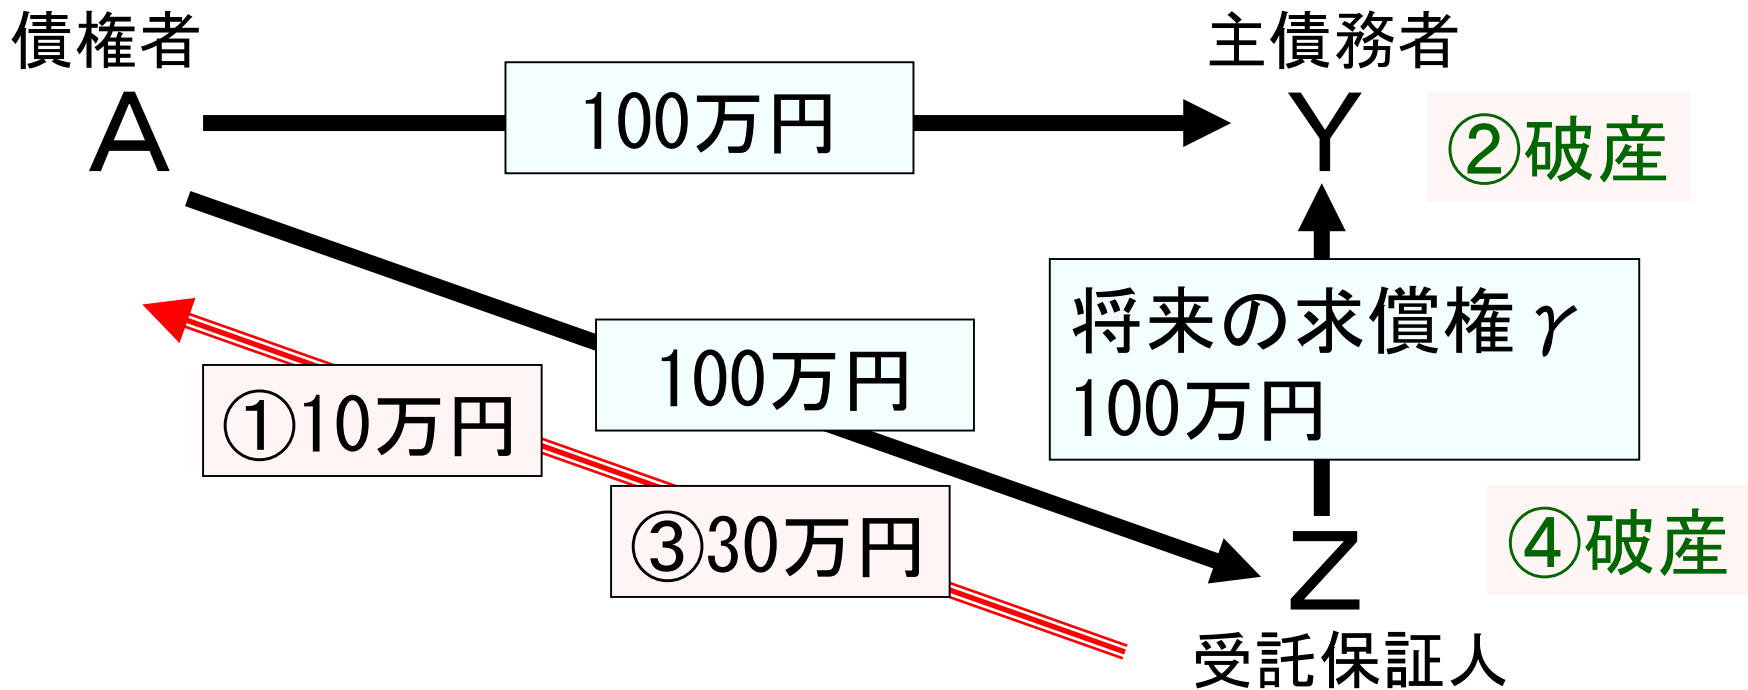 債権者
主債務者
A
100万円
Y
②破産
将来の求償権γ
100万円
100万円
①10万円
③30万円
④破産
Z
受託保証人